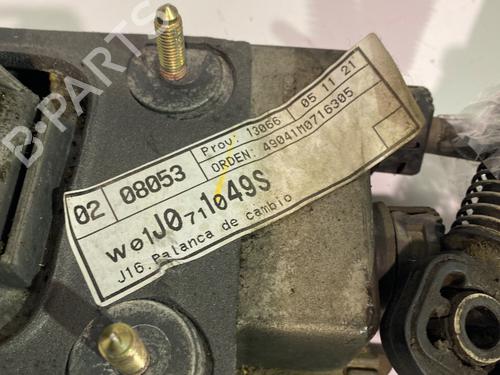 B-PARTS
02 08053 Prov: 13066 05 11 21
ORDEN: 49041M0716305
W01J0711049S
J16.Palanca de cambio